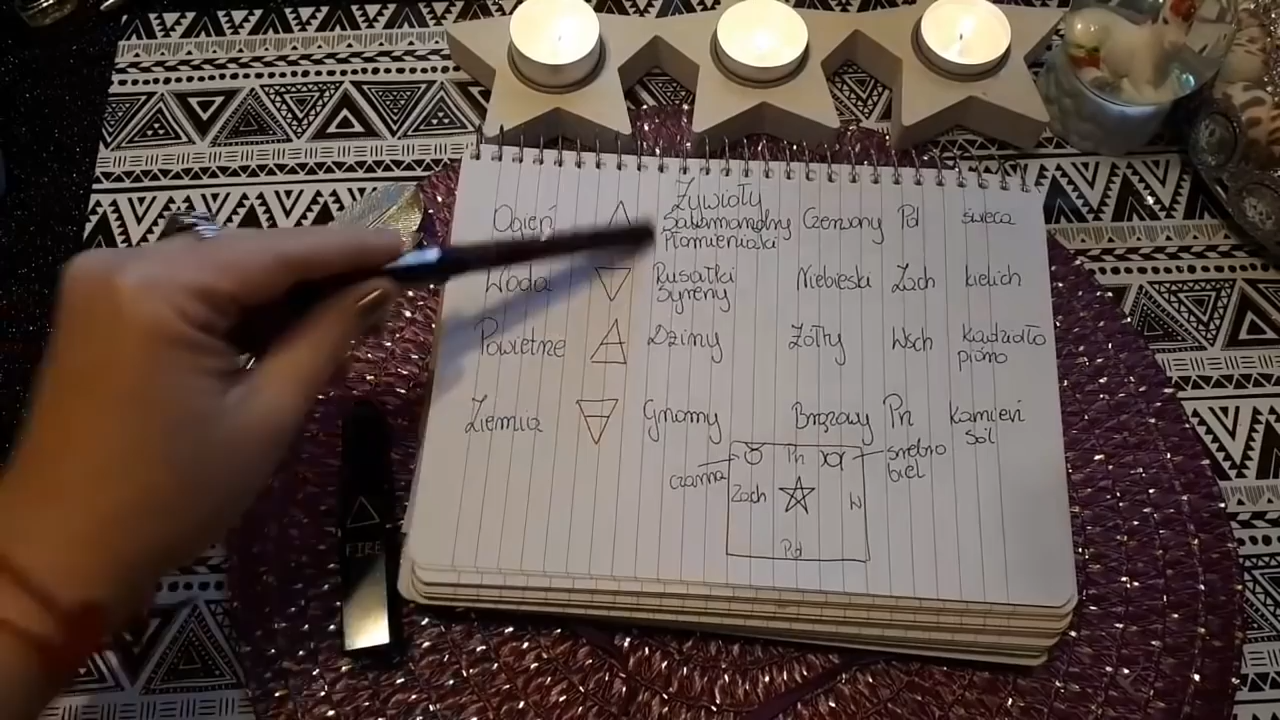 Żywioły
Ogień Salamandry Czerwony Pd świeca
Płomieniaki
Woda Rusałki Niebieski Zach kielich
Syreny
Powietrze Dżiny Żółty Wsch Kadzidło
pióro
Ziemia Gnomy Brązowy Pn Kamień
Sól
czarna Pn srebro
biel
Zach W
Pd
FIRE